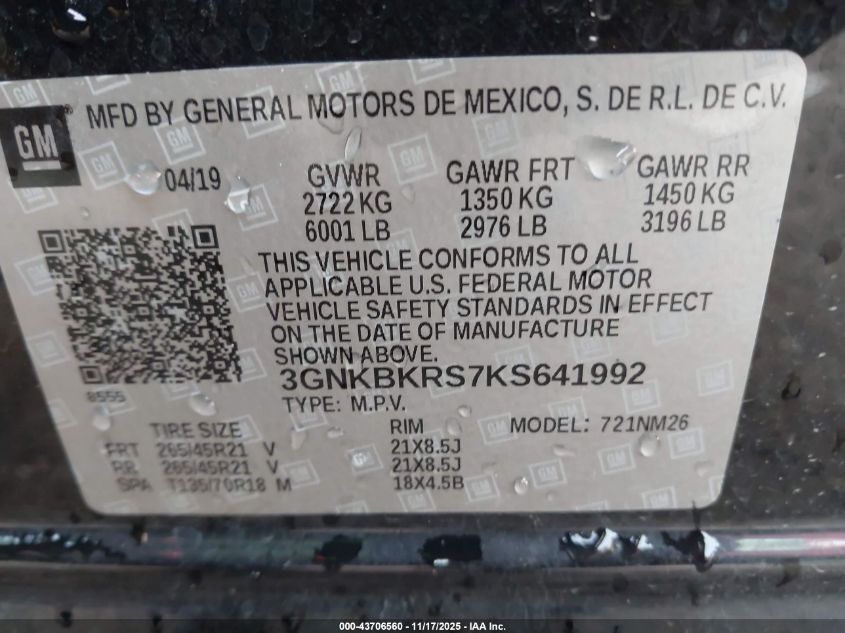 MFD BY GENERAL MOTORS DE MEXICO, S. DE R.L. DE C.V.
GM
04/19 GVWR GAWR FRT GAWR RR
2722 KG 1350 KG 1450 KG
6001 LB 2976 LB 3196 LB
THIS VEHICLE CONFORMS TO ALL
APPLICABLE U.S. FEDERAL MOTOR
VEHICLE SAFETY STANDARDS IN EFFECT
ON THE DATE OF MANUFACTURE
SHOWN ABOVE.
8555 3GNKBKRS7KS641992
TYPE: M.P.V.
TIRE SIZE RIM MODEL: 721NM26
FRT 265/45R21 V 21X8.5J
RR 265/45R21 V 21X8.5J
SPA T135/70R18 M 18X4.5B
000-43706560 - 11/17/2025 - IAA Inc.